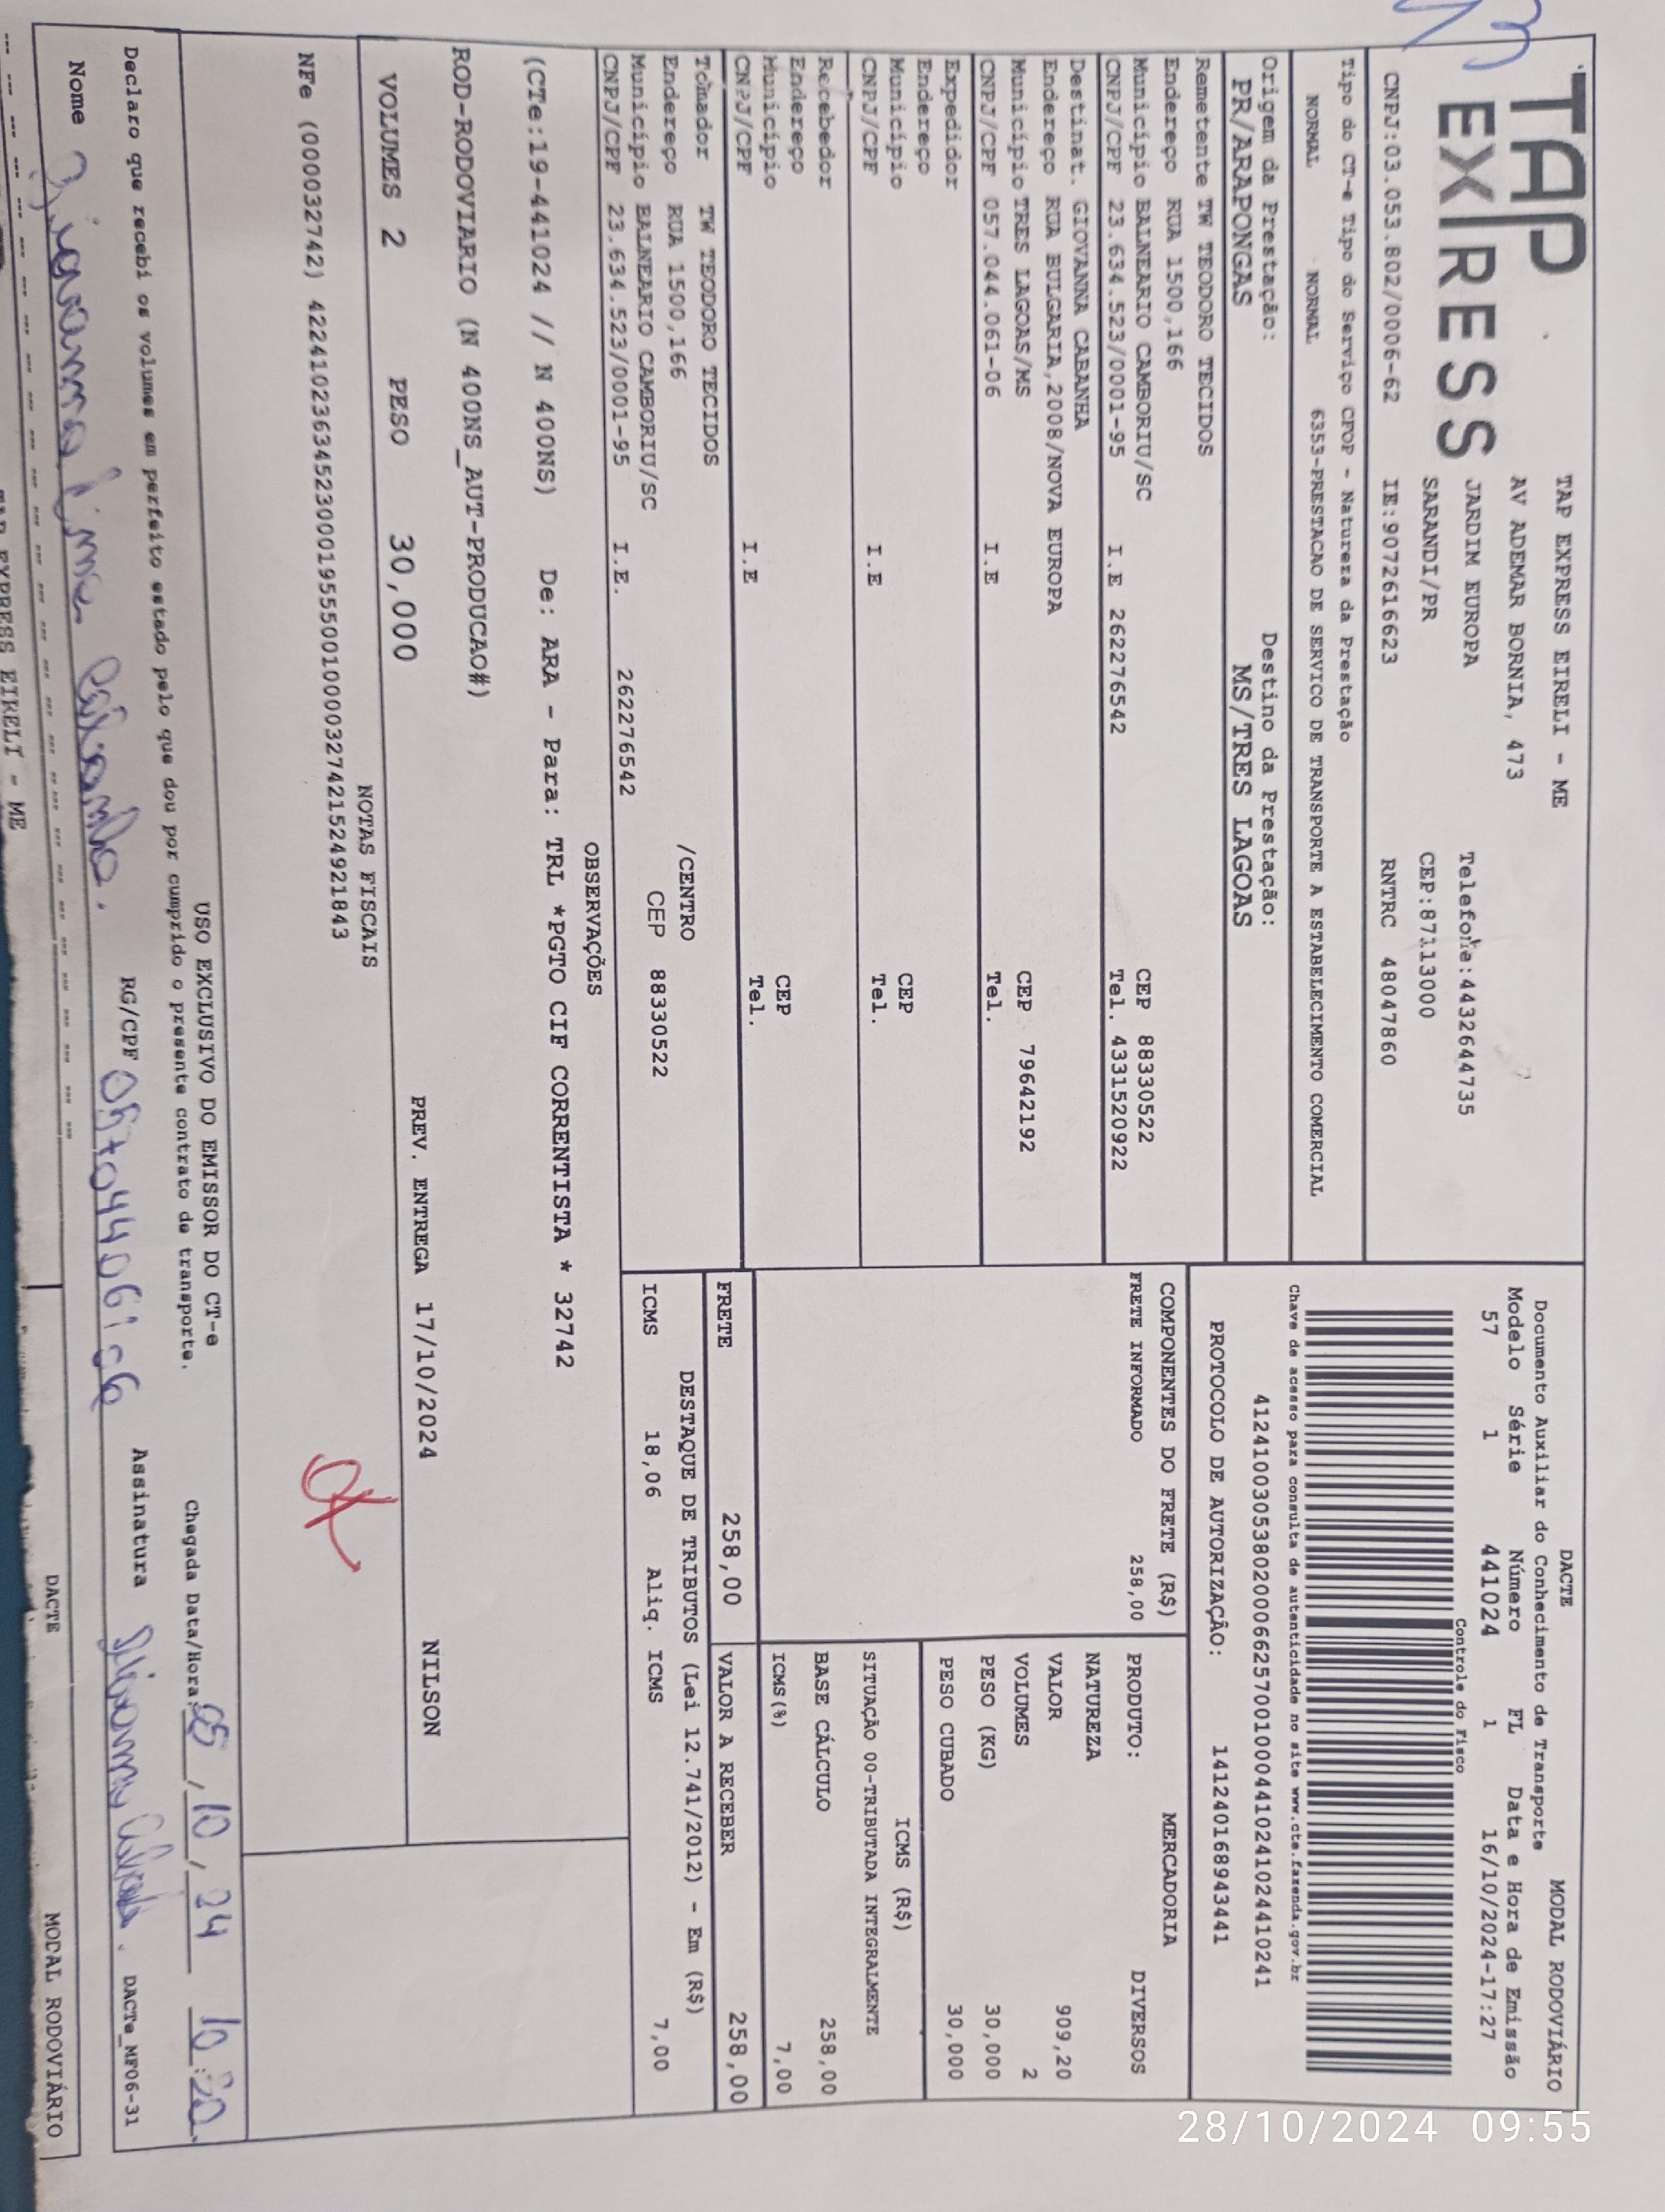 TAP
EXPRESS
TAP EXPRESS EIRELI - ME
AV ADEMAR BORNIA, 473
JARDIM EUROPA Telefone:4432644735
SARANDI/PR CEP:87113000
CNPJ:03.053.802/0006-62 IE:9072616623 RNTRC 48047860
Tipo do CT-e Tipo do Serviço CFOP - Natureza da Prestação
NORMAL NORMAL 6353-PRESTACAO DE SERVICO DE TRANSPORTE A ESTABELECIMENTO COMERCIAL
Origem da Prestação: Destino da Prestação:
PR/ARAPONGAS MS/TRES LAGOAS
DACTE MODAL RODOVIÁRIO
Documento Auxiliar do Conhecimento de Transporte
Modelo Série Número FL Data e Hora de Emissão
57 1 441024 1 16/10/2024-17:27
Controle do Fisco
Chave de acesso para consulta de autenticidade no site www.cte.fazenda.gov.br
41241003053802000662570010004410241024410241
PROTOCOLO DE AUTORIZAÇÃO: 141240168943441
Remetente TW TEODORO TECIDOS
Endereço RUA 1500,166
Município BALNEARIO CAMBORIU/SC CEP 88330522
CNPJ/CPF 23.634.523/0001-95 I.E 262276542 Tel. 433152​0922
Destinat. GIOVANNA CABANHA
Endereço RUA BULGARIA,2008/NOVA EUROPA
Município TRES LAGOAS/MS CEP 79642192
CNPJ/CPF 057.044.061-06 I.E Tel.
Expedidor
Endereço
Município CEP
CNPJ/CPF I.E Tel.
Recebedor
Endereço
Município CEP
CNPJ/CPF I.E Tel.
Tomador TW TEODORO TECIDOS
Endereço RUA 1500,166 /CENTRO
Município BALNEARIO CAMBORIU/SC CEP 88330522
CNPJ/CPF 23.634.523/0001-95 I.E. 262276542
COMPONENTES DO FRETE (R$)
FRETE INFORMADO 258,00
MERCADORIA
PRODUTO: DIVERSOS
NATUREZA
VALOR 909,20
VOLUMES 2
PESO (KG) 30,000
PESO CUBADO 30,000
ICMS (R$)
SITUAÇÃO 00-TRIBUTADA INTEGRALMENTE
BASE CÁLCULO 258,00
ICMS(%) 7,00
FRETE 258,00 VALOR A RECEBER 258,00
DESTAQUE DE TRIBUTOS (Lei 12.741/2012) - Em (R$)
ICMS 18,06 Aliq. ICMS 7,00
OBSERVAÇÕES
(CTe:19-441024 // N 400NS) De: ARA - Para: TRL *PGTO CIF CORRENTISTA * 32742
ROD-RODOVIARIO (N 400NS_AUT-PRODUCAO#)
VOLUMES 2 PESO 30,000 PREV. ENTREGA 17/10/2024 NILSON
NOTAS FISCAIS
NFe (000032742) 42241023634523000195550010000327421524921843
USO EXCLUSIVO DO EMISSOR DO CT-e
Declaro que recebi os volumes em perfeito estado pelo que dou por cumprido o presente contrato de transporte. Chegada Data/Hora: 05/10/24 10:20
Nome Giovanna Lima Cabanha. RG/CPF 05704406106 Assinatura Giovanna Cabanha. DACTe_MF06-31
TAP EXPRESS EIRELI - ME DACTE MODAL RODOVIÁRIO
28/10/2024 09:55